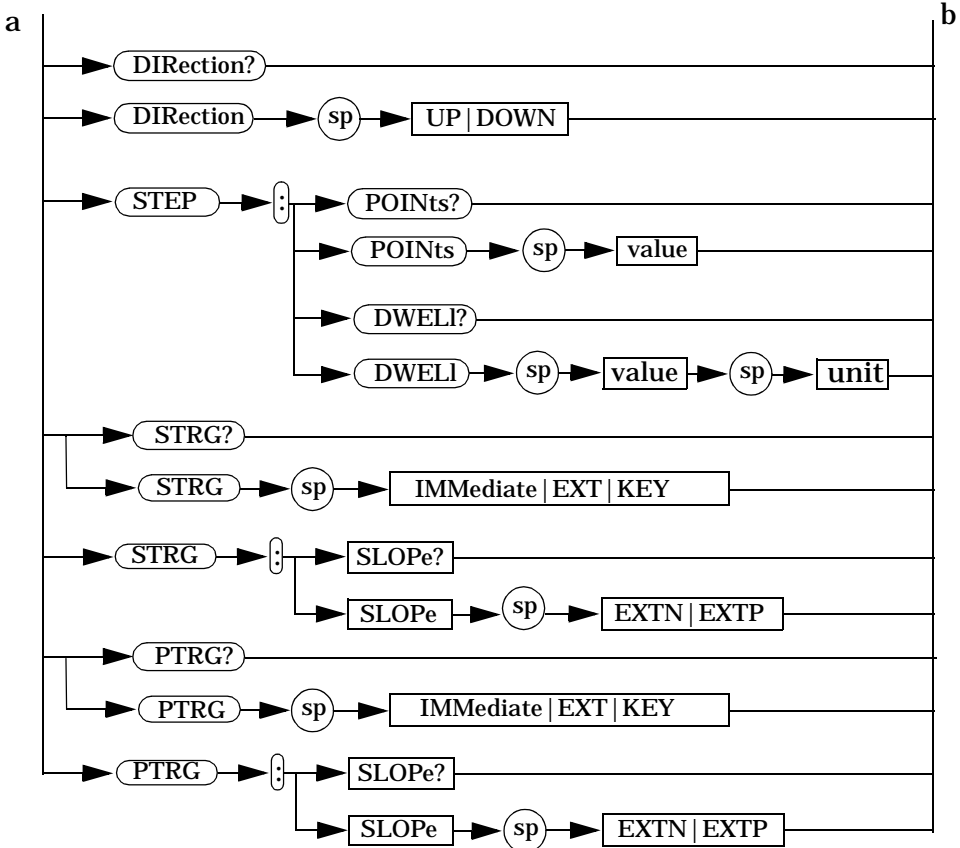 a b
DIRection?
DIRection sp UP|DOWN
STEP : POINts?
POINts sp value
DWELl?
DWELl sp value sp unit
STRG?
STRG sp IMMediate|EXT|KEY
STRG : SLOPe?
SLOPe sp EXTN|EXTP
PTRG?
PTRG sp IMMediate|EXT|KEY
PTRG : SLOPe?
SLOPe sp EXTN|EXTP